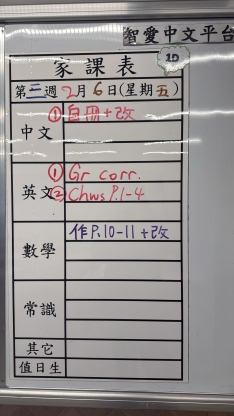 智愛中文平台
家課表
1D
第三週2月6日(星期五)
中文
①自冊+改
英文
①Gr corr.
②Chws P.1-4
數學
作P.10-11+改
常識
其它
值日生